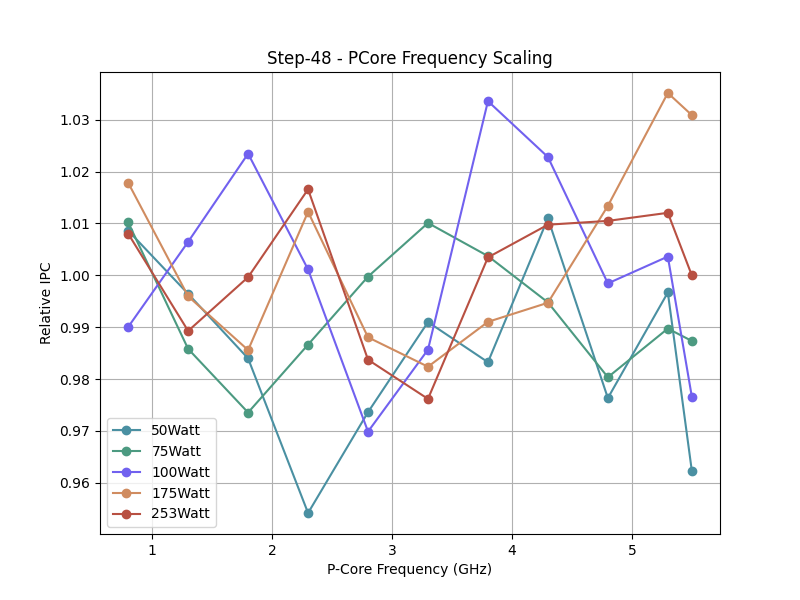 Step-48 - PCore Frequency Scaling
1.03
1.02
1.01
1.00
0.99
0.98
0.97
0.96
Relative IPC
50Watt
75Watt
100Watt
175Watt
253Watt
1 2 3 4 5
P-Core Frequency (GHz)